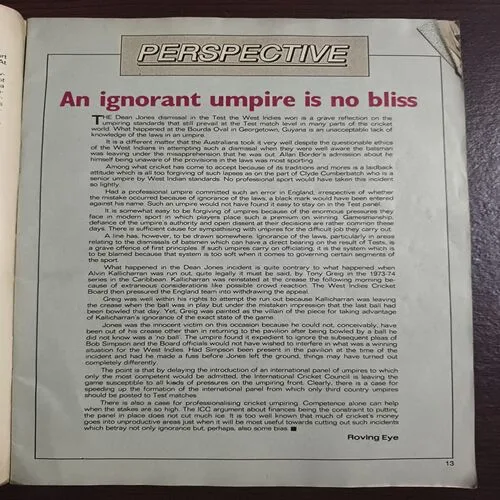 PERSPECTIVE
An ignorant umpire is no bliss
THE Dean Jones dismissal in the Test the West Indies won is a grave reflection on the
umpiring standards that still prevail at the Test match level in many parts of the cricket
world. What happened at the Bourda Oval in Georgetown, Guyana is an unacceptable lack of
knowledge of the laws in an umpire.
It is a different matter that the Australians took it very well despite the questionable ethics
of the West Indians in attempting such a dismissal when they were well aware the batsman
was leaving under the misapprehension that he was out. Allan Border's admission about he
himself being unaware of the provisions in the laws was most sporting.
Among what cricket has come to accept because of its traditions and mores is a laidback
attitude which is all too forgiving of such lapses as on the part of Clyde Cumberbatch who is a
senior umpire by West Indian standards. No professional sport would have taken this incident
so lightly.
Had a professional umpire committed such an error in England, irrespective of whether
the mistake occurred because of ignorance of the laws, a black mark would have been entered
against his name. Such an umpire would not have found it easy to stay on in the Test panel.
It is somewhat easy to be forgiving of umpires because of the enormous pressures they
face in modern sport in which players place such a premium on winning. Gamesmanship,
defiance of the umpire's authority and open dissent at their decisions are rather common these
days. There is sufficient cause for sympathising with umpires for the difficult job they carry out.
A line has, however, to be drawn somewhere. Ignorance of the laws, particularly in areas
relating to the dismissals of batsmen which can have a direct bearing on the result of Tests, is
a grave offence of first principles. If such umpires carry on officiating, it is the system which is
to be blamed because that system is too soft when it comes to governing certain segments of
the sport.
What happened in the Dean Jones incident is quite contrary to what happened when
Alvin Kallicharran was run out, quite legally it must be said, by Tony Greig in the 1973-74
series in the Caribbean. Kallicharran was reinstated at the crease the following morning be-
cause of extraneous considerations like possible crowd reaction. The West Indies Cricket
Board then pressured the England team into withdrawing the appeal.
Greig was well within his rights to attempt the run out because Kallicharran was leaving
the crease when the ball was in play but under the mistaken impression that the last ball had
been bowled that day. Yet, Greig was painted as the villain of the piece for taking advantage
of Kallicharran's ignorance of the exact state of the game.
Jones was the innocent victim on this occasion because he could not, conceivably, have
been out of his crease other than in returning to the pavilion after being bowled by a ball he
did not know was a 'no ball'. The umpire found it expedient to ignore the subsequent pleas of
Bob Simpson and the Board officials would not have wished to interfere in what was a winning
situation for the West Indies. Had Simpson been present in the pavilion at the time of the
incident and had he made a fuss before Jones left the ground, things may have turned out
completely differently.
The point is that by delaying the introduction of an international panel of umpires to which
only the most competent would be admitted, the International Cricket Council is leaving the
game susceptible to all kinds of pressures on the umpiring front. Clearly, there is a case for
speeding up the formation of the international panel from which only third country umpires
should be posted to Test matches.
There is also a case for professionalising cricket umpiring. Competence alone can help
when the stakes are so high. The ICC argument about finances being the constraint to putting
the panel in place does not cut much ice. It is too well known that much of cricket's money
goes into unproductive areas just when it will be most useful towards cutting out such incidents
which betray not only ignorance but, perhaps, also some bias. ■
Roving Eye
13